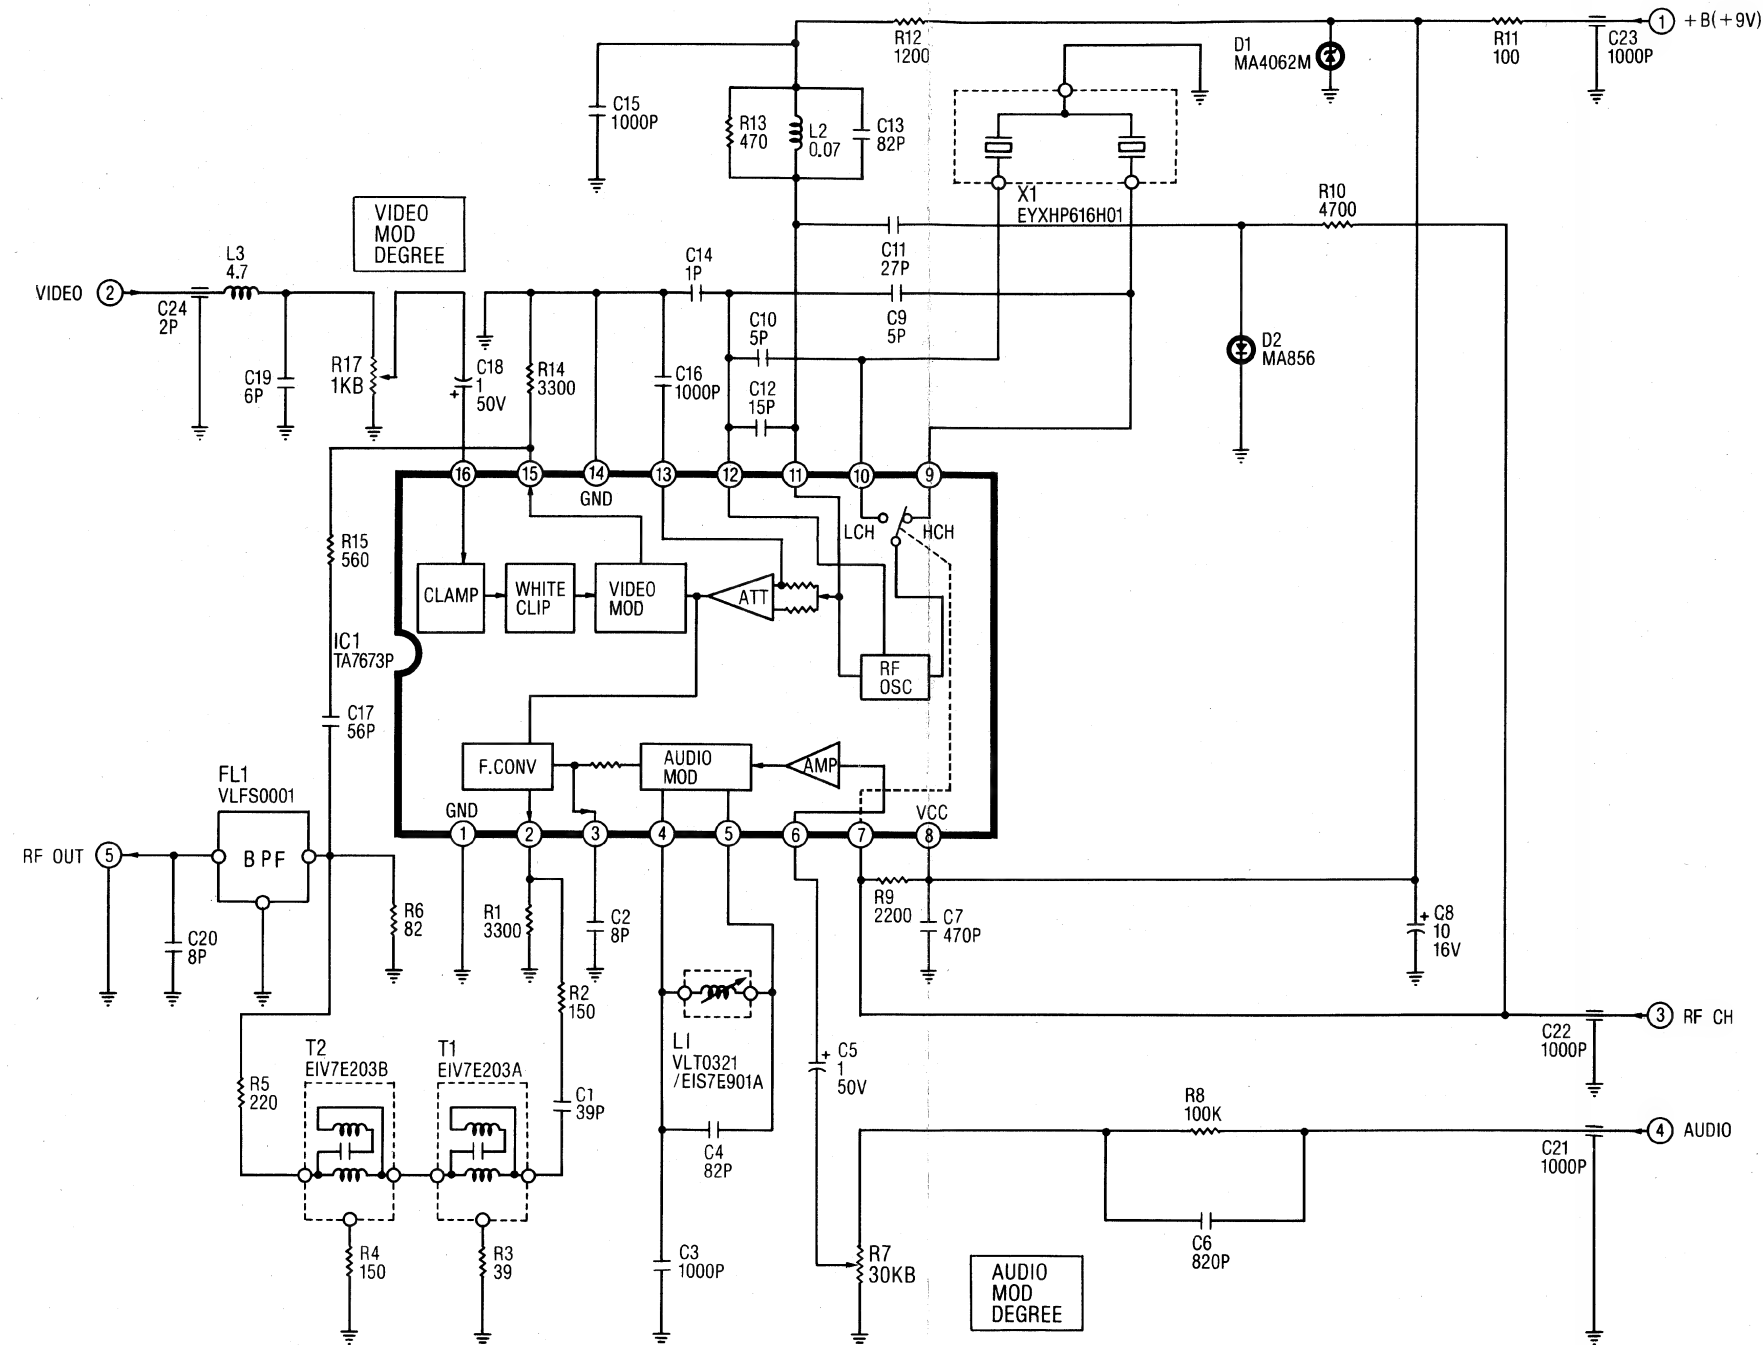 R12
1200
D1
MA4062M
R11
100
C23
1000P
1
+B(+9V)
C15
1000P
R13
470
L2
0.07
C13
82P
X1
EYXHP616H01
R10
4700
VIDEO
MOD
DEGREE
L3
4.7
C14
1P
C11
27P
VIDEO
2
C24
2P
C10
5P
C9
5P
D2
MA856
C19
6P
R17
1KB
C18
1
50V
+
R14
3300
C16
1000P
C12
15P
16
15
14
13
12
11
10
9
GND
LCH
HCH
R15
560
CLAMP
WHITE
CLIP
VIDEO
MOD
ATT
IC1
TA7673P
RF
OSC
C17
56P
F.CONV
AUDIO
MOD
AMP
FL1
VLFS0001
GND
VCC
1
2
3
4
5
6
7
8
RF OUT
5
BPF
R9
2200
C7
470P
+
C8
10
16V
R6
82
R1
3300
C2
8P
C20
8P
R2
150
3
RF CH
C22
1000P
L1
VLT0321
/EIS7E901A
+
C5
1
50V
T2
EIV7E203B
T1
EIV7E203A
R5
220
C1
39P
R8
100K
4
AUDIO
C21
1000P
C4
82P
C6
820P
R4
150
R3
39
C3
1000P
R7
30KB
AUDIO
MOD
DEGREE